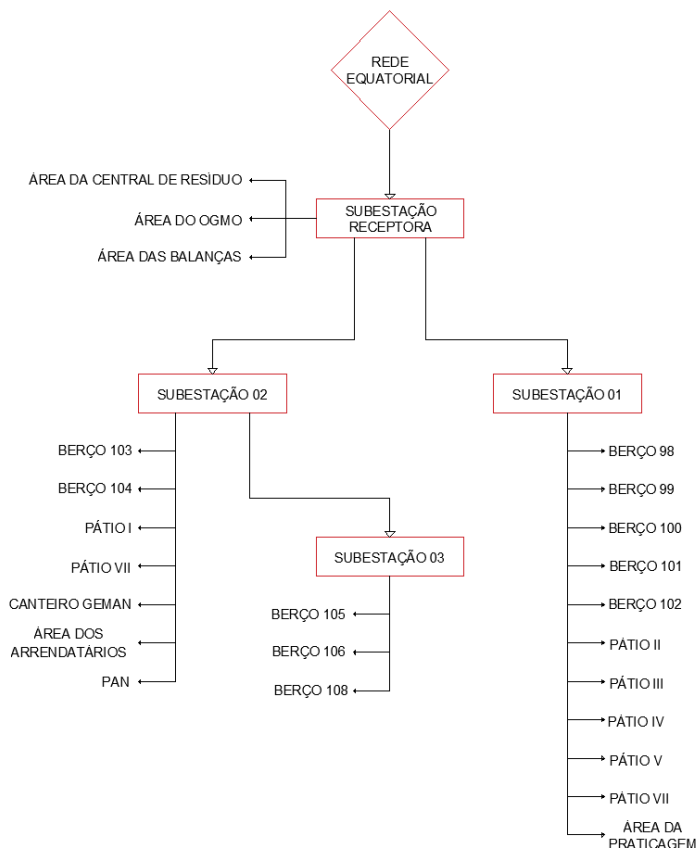 REDE
EQUATORIAL
ÁREA DA CENTRAL DE RESÌDUO
ÁREA DO OGMO
ÁREA DAS BALANÇAS
SUBESTAÇÃO
RECEPTORA
SUBESTAÇÃO 02
SUBESTAÇÃO 01
BERÇO 103
BERÇO 104
PÁTIO I
PÁTIO VII
CANTEIRO GEMAN
ÁREA DOS
ARRENDATÁRIOS
PAN
SUBESTAÇÃO 03
BERÇO 105
BERÇO 106
BERÇO 108
BERÇO 98
BERÇO 99
BERÇO 100
BERÇO 101
BERÇO 102
PÁTIO II
PÁTIO III
PÁTIO IV
PÁTIO V
PÁTIO VII
ÁREA DA
PRATICAGEM